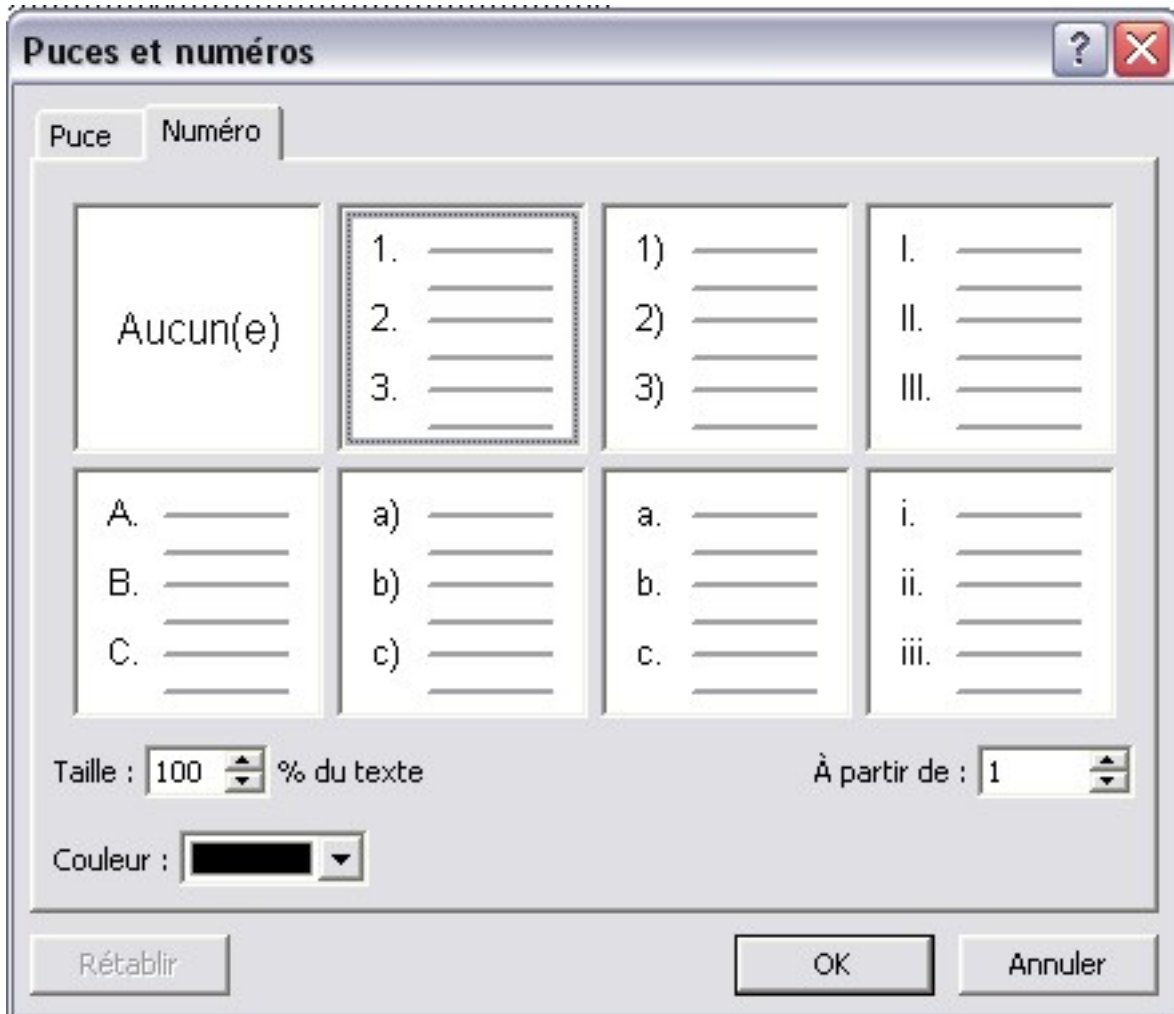 Puces et numéros
Puce Numéro
Aucun(e) 1. 1) I.
2. 2) II.
3. 3) III.
A. a) a. i.
B. b) b. ii.
C. c) c. iii.
Taille : 100 % du texte À partir de : 1
Couleur :
Rétablir OK Annuler